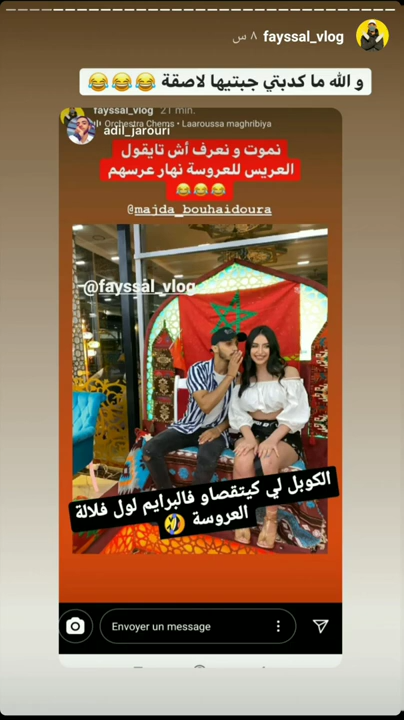 fayssal_vlog ٨ س
و الله ما كدبتي جبتيها لاصقة 😂😂😂
fayssal_vlog 21 min.
Orchestra Chems • Laaroussa maghribiya
adil_jarouri
نموت و نعرف أش تايقول
العريس للعروسة نهار عرسهم
😂😂😂
@majda_bouhaidoura
@fayssal_vlog
الكوبل لي كيتقصاو فالبرايم لول فلالة
العروسة 🤣
Envoyer un message